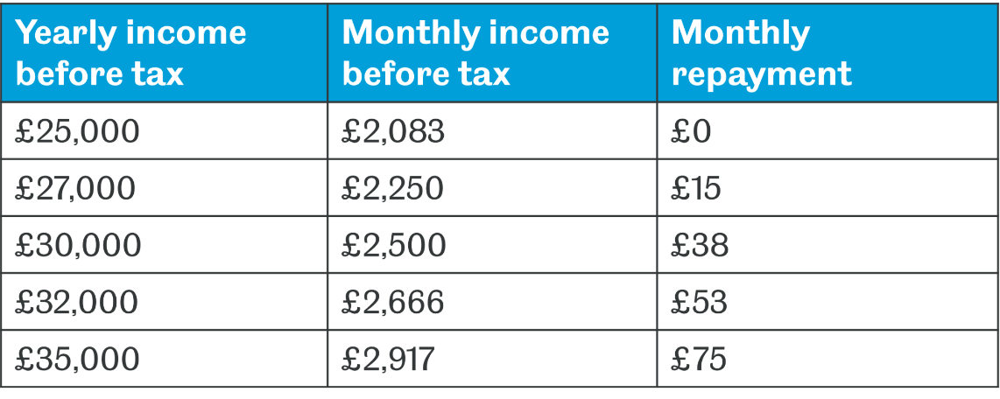 Yearly income before tax | Monthly income before tax | Monthly repayment
£25,000 | £2,083 | £0
£27,000 | £2,250 | £15
£30,000 | £2,500 | £38
£32,000 | £2,666 | £53
£35,000 | £2,917 | £75